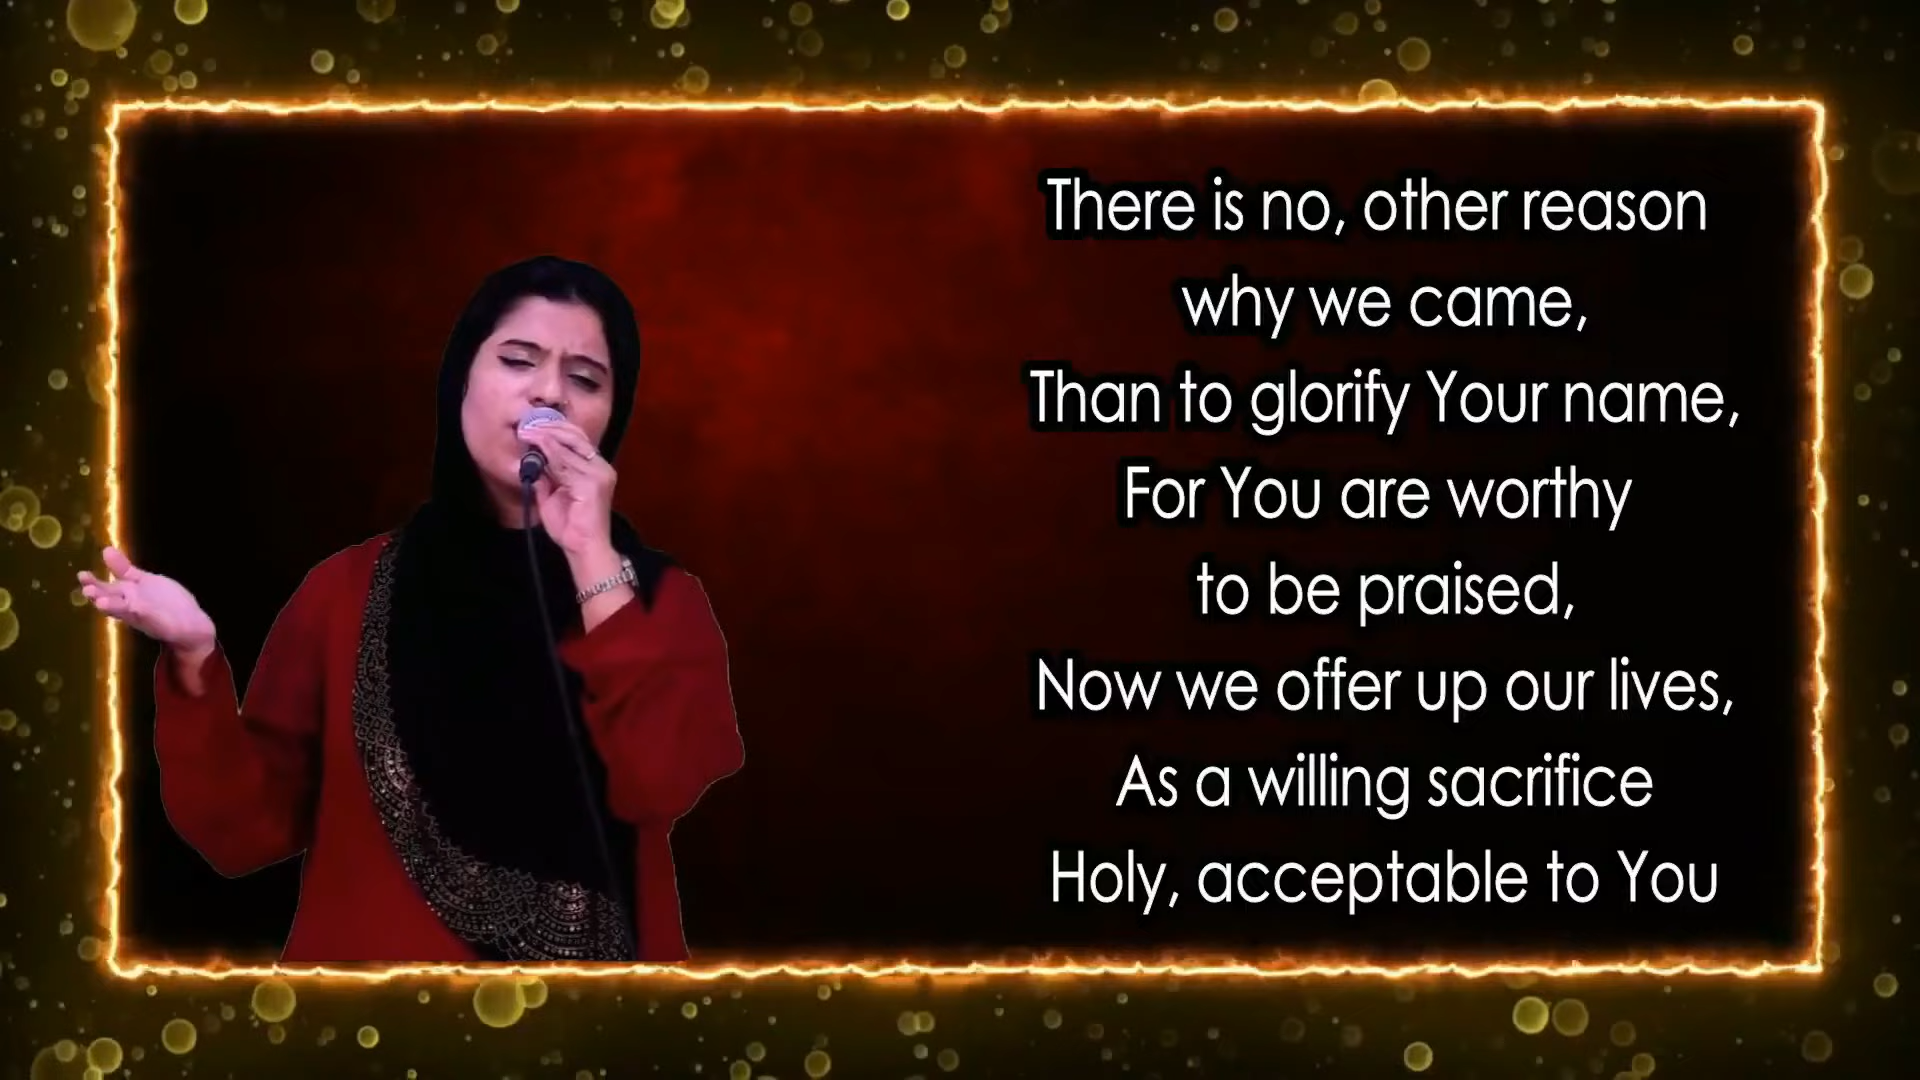 There is no, other reason
why we came,
Than to glorify Your name,
For You are worthy
to be praised,
Now we offer up our lives,
As a willing sacrifice
Holy, acceptable to You